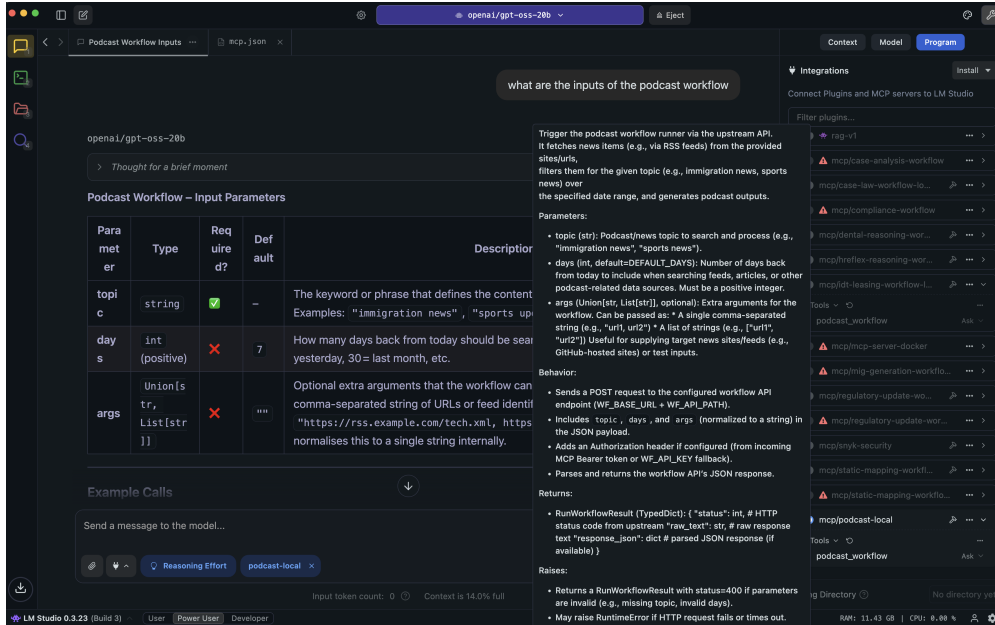 openai/gpt-oss-20b
Eject
Podcast Workflow Inputs
mcp.json
Context
Model
Program
what are the inputs of the podcast workflow
openai/gpt-oss-20b
Thought for a brief moment
Podcast Workflow – Input Parameters
Para
met
er
Type
Req
uire
d?
Def
ault
Description
topi
c
string
–
The keyword or phrase that defines the content
Examples: "immigration news" , "sports up
day
s
int
(positive)
7
How many days back from today should be sear
yesterday, 30 = last month, etc.
args
Union[s
tr,
List[str
]]
""
Optional extra arguments that the workflow can
comma-separated string of URLs or feed identif
"https://rss.example.com/tech.xml, https
normalises this to a single string internally.
Example Calls
Send a message to the model...
Reasoning Effort
podcast-local
Input token count: 0
Context is 14.0% full
Trigger the podcast workflow runner via the upstream API.
It fetches news items (e.g., via RSS feeds) from the provided
sites/urls,
filters them for the given topic (e.g., immigration news, sports
news) over
the specified date range, and generates podcast outputs.
Parameters:
• topic (str): Podcast/news topic to search and process (e.g.,
"immigration news", "sports news").
• days (int, default=DEFAULT_DAYS): Number of days back
from today to include when searching feeds, articles, or other
podcast-related data sources. Must be a positive integer.
• args (Union[str, List[str]], optional): Extra arguments for the
workflow. Can be passed as: * A single comma-separated
string (e.g., "url1, url2") * A list of strings (e.g., ["url1",
"url2"]) Useful for supplying target news sites/feeds (e.g.,
GitHub-hosted sites) or test inputs.
Behavior:
• Sends a POST request to the configured workflow API
endpoint (WF_BASE_URL + WF_API_PATH).
• Includes topic , days , and args (normalized to a string) in
the JSON payload.
• Adds an Authorization header if configured (from incoming
MCP Bearer token or WF_API_KEY fallback).
• Parses and returns the workflow API's JSON response.
Returns:
• RunWorkflowResult (TypedDict): { "status": int, # HTTP
status code from upstream "raw_text": str, # raw response
text "response_json": dict # parsed JSON response (if
available) }
Raises:
• Returns a RunWorkflowResult with status=400 if parameters
are invalid (e.g., missing topic, invalid days).
• May raise RuntimeError if HTTP request fails or times out.
Integrations
Install
Connect Plugins and MCP servers to LM Studio
Filter plugins...
rag-v1
mcp/case-analysis-workflow
mcp/case-law-workflow-lo...
mcp/compliance-workflow
mcp/dental-reasoning-wor...
mcp/hreflex-reasoning-wor...
mcp/idt-leasing-workflow-l...
Tools
podcast_workflow
Ask
mcp/mcp-server-docker
mcp/mig-generation-workflo...
mcp/regulatory-update-wo...
mcp/regulatory-update-wor...
mcp/snyk-security
mcp/static-mapping-workfl...
mcp/static-mapping-workflo...
mcp/podcast-local
Tools
podcast_workflow
Ask
ng Directory
No directory yet
LM Studio 0.3.23 (Build 3)
User
Power User
Developer
RAM: 11.43 GB | CPU: 0.00 %